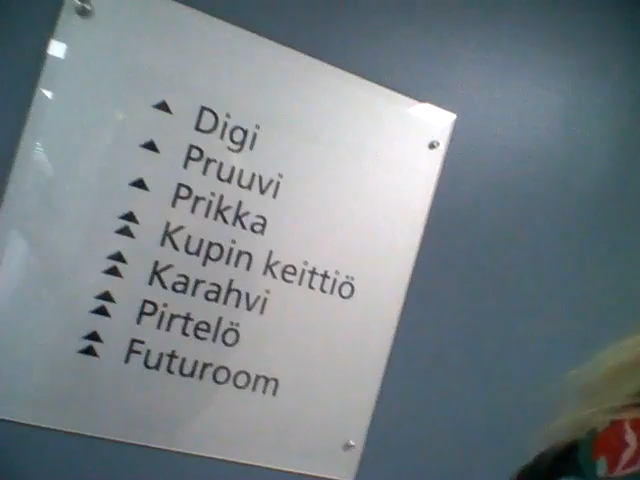 Digi
Pruuvi
Prikka
Kupin keittiö
Karahvi
Pirtelö
Futuroom